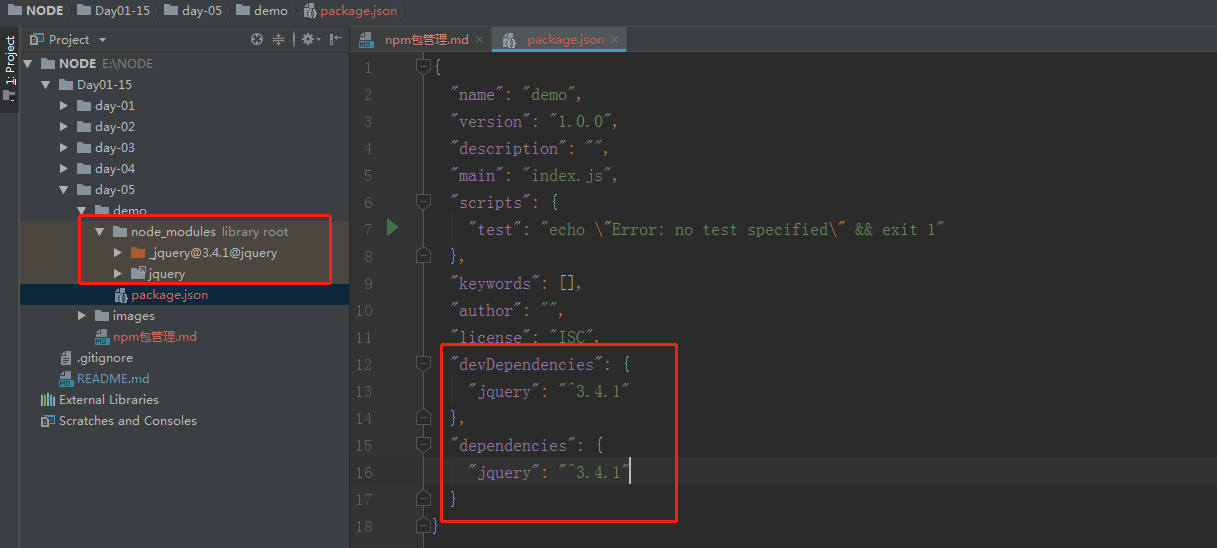 NODE Day01-15 day-05 demo package.json
1: Project
Project
npm包管理.md package.json
NODE E:\NODE
Day01-15
day-01
day-02
day-03
day-04
day-05
demo
node_modules library root
_jquery@3.4.1@jquery
jquery
package.json
images
npm包管理.md
.gitignore
README.md
External Libraries
Scratches and Consoles
1 {
2 "name": "demo",
3 "version": "1.0.0",
4 "description": "",
5 "main": "index.js",
6 "scripts": {
7 "test": "echo \"Error: no test specified\" && exit 1"
8 },
9 "keywords": [],
10 "author": "",
11 "license": "ISC",
12 "devDependencies": {
13 "jquery": "^3.4.1"
14 },
15 "dependencies": {
16 "jquery": "^3.4.1"
17 }
18 }